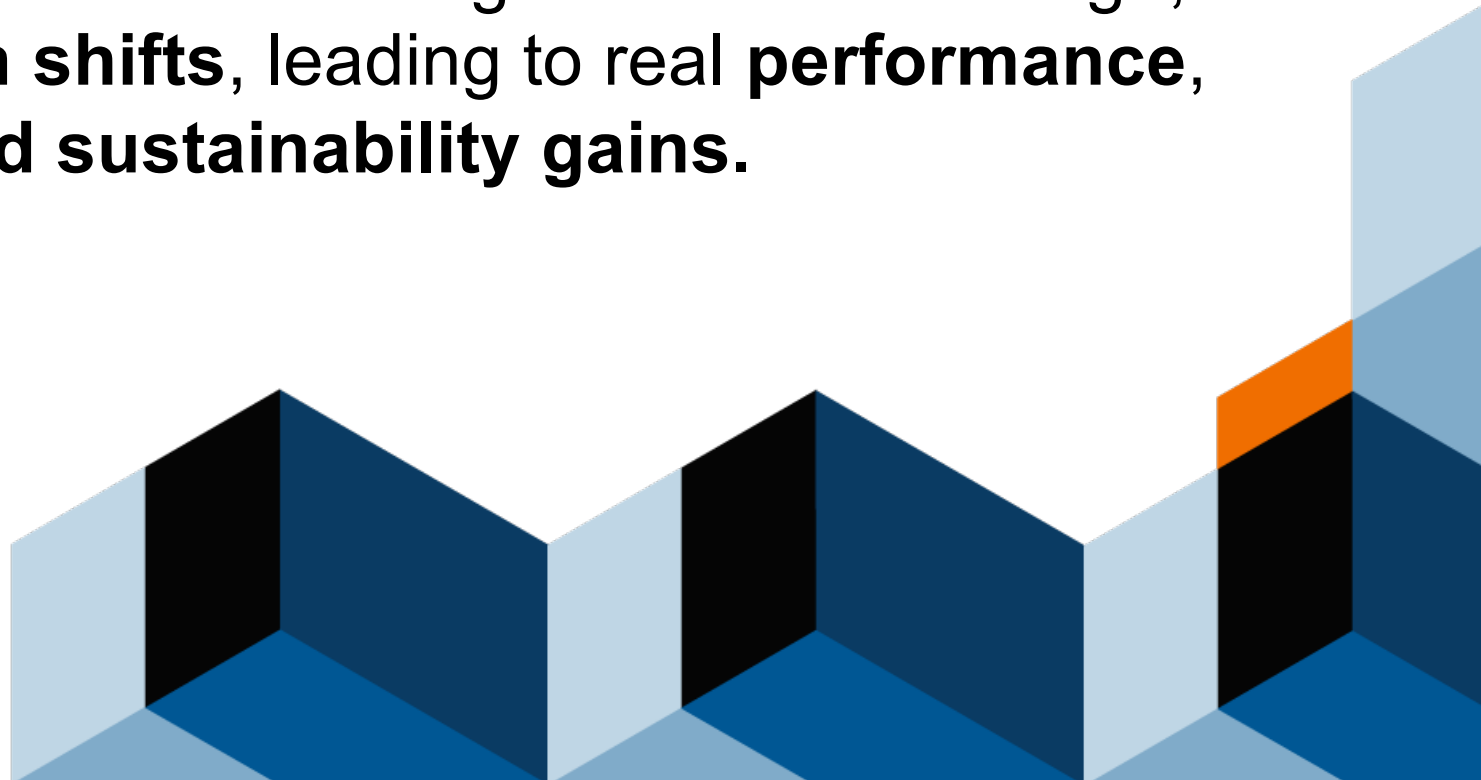 shifts, leading to real performance,
sustainability gains.